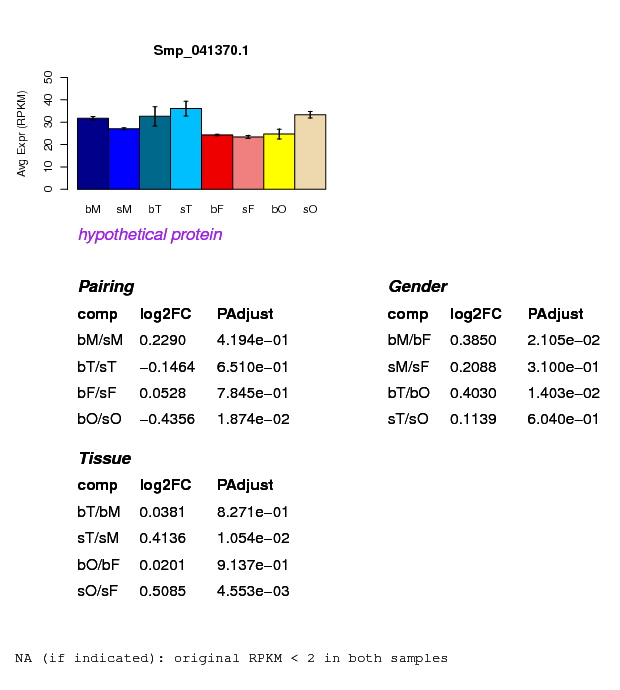 Smp_041370.1
Avg Expr (RPKM)
50
40
30
20
10
0
bM sM bT sT bF sF bO sO
hypothetical protein
Pairing
comp log2FC PAdjust
bM/sM 0.2290 4.194e−01
bT/sT −0.1464 6.510e−01
bF/sF 0.0528 7.845e−01
bO/sO −0.4356 1.874e−02
Gender
comp log2FC PAdjust
bM/bF 0.3850 2.105e−02
sM/sF 0.2088 3.100e−01
bT/bO 0.4030 1.403e−02
sT/sO 0.1139 6.040e−01
Tissue
comp log2FC PAdjust
bT/bM 0.0381 8.271e−01
sT/sM 0.4136 1.054e−02
bO/bF 0.0201 9.137e−01
sO/sF 0.5085 4.553e−03
NA (if indicated): original RPKM < 2 in both samples